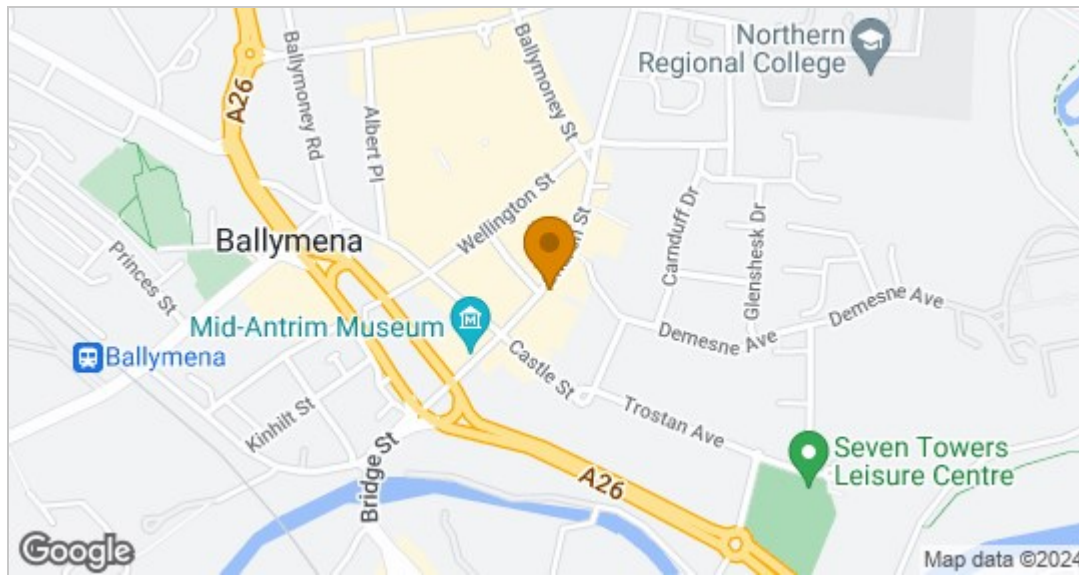 Northern
Regional College
Ballymoney St
A26
Ballymoney Rd
Albert Pl
Wellington St
Carnduff Dr
Glenshesk Dr
Ballymena
Princes St
Demesne Ave
Demesne Ave
Mid-Antrim Museum
Castle St
Ballymena
Kinhilt St
Trostan Ave
Bridge St
Seven Towers
Leisure Centre
A26
Google
Map data ©2024